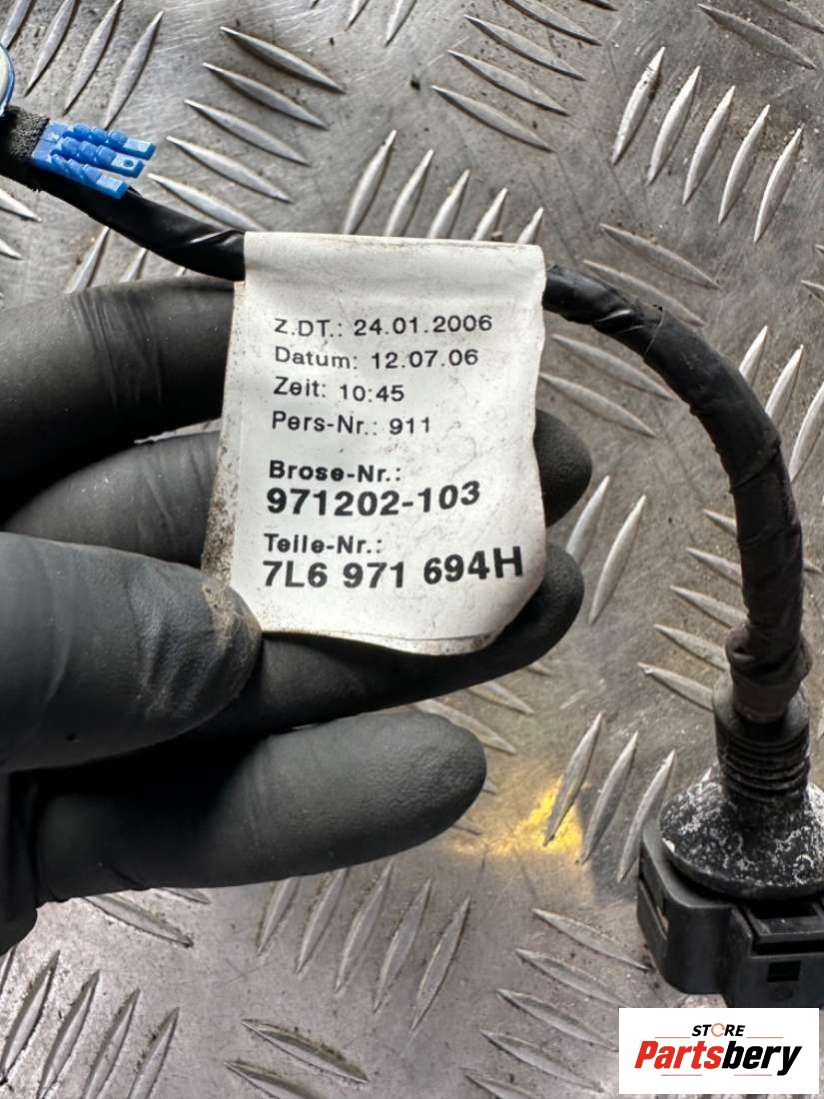 Z.DT.: 24.01.2006
Datum: 12.07.06
Zeit: 10:45
Pers-Nr.: 911
Brose-Nr.:
971202-103
Teile-Nr.:
7L6 971 694H
STORE
Partsbery